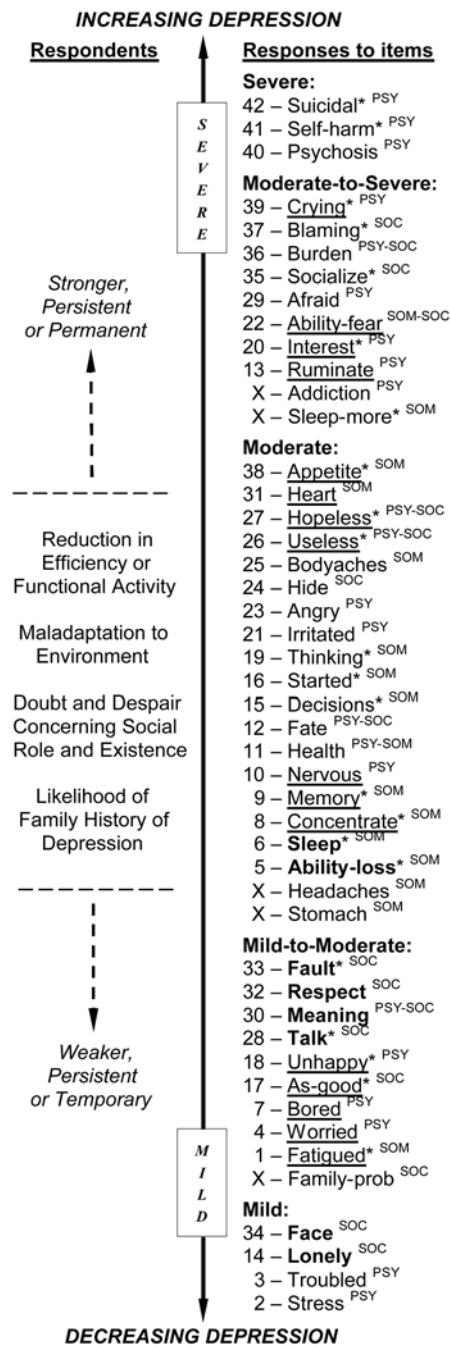 INCREASING DEPRESSION
Respondents
Stronger,
Persistent
or Permanent
Reduction in
Efficiency or
Functional Activity
Maladaptation to
Environment
Doubt and Despair
Concerning Social
Role and Existence
Likelihood of
Family History of
Depression
Weaker,
Persistent
or Temporary
SEVERE
MILD
Responses to items
Severe:
42 – Suicidal* PSY
41 – Self-harm* PSY
40 – Psychosis PSY
Moderate-to-Severe:
39 – Crying* PSY
37 – Blaming* SOC
36 – Burden PSY-SOC
35 – Socialize* SOC
29 – Afraid PSY
22 – Ability-fear SOM-SOC
20 – Interest* PSY
13 – Ruminate PSY
X – Addiction PSY
X – Sleep-more* SOM
Moderate:
38 – Appetite* SOM
31 – Heart SOM
27 – Hopeless* PSY-SOC
26 – Useless* PSY-SOC
25 – Bodyaches SOM
24 – Hide SOC
23 – Angry PSY
21 – Irritated PSY
19 – Thinking* SOM
16 – Started* SOM
15 – Decisions* SOM
12 – Fate PSY-SOC
11 – Health PSY-SOM
10 – Nervous PSY
9 – Memory* SOM
8 – Concentrate* SOM
6 – Sleep* SOM
5 – Ability-loss* SOM
X – Headaches SOM
X – Stomach SOM
Mild-to-Moderate:
33 – Fault* SOC
32 – Respect SOC
30 – Meaning PSY-SOC
28 – Talk* SOC
18 – Unhappy* PSY
17 – As-good* SOC
7 – Bored PSY
4 – Worried PSY
1 – Fatigued* SOM
X – Family-prob SOC
Mild:
34 – Face SOC
14 – Lonely SOC
3 – Troubled PSY
2 – Stress PSY
DECREASING DEPRESSION